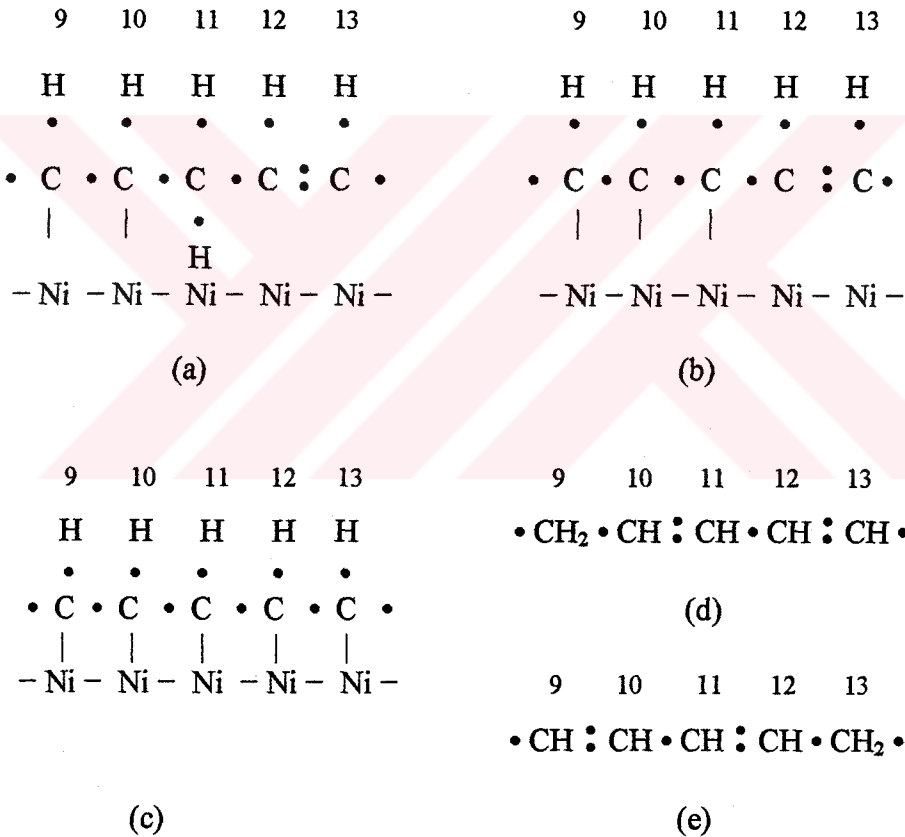 9 10 11 12 13
H H H H H
• • • • •
• C • C • C • C : C •
| | •
H
– Ni – Ni – Ni – Ni – Ni –
(a)
9 10 11 12 13
H H H H H
• • • • •
• C • C • C • C : C •
| | |
– Ni – Ni – Ni – Ni – Ni –
(b)
9 10 11 12 13
H H H H H
• • • • •
• C • C • C • C • C •
| | | | |
– Ni – Ni – Ni – Ni – Ni –
(c)
9 10 11 12 13
• CH₂ • CH : CH • CH : CH •
(d)
9 10 11 12 13
• CH : CH • CH : CH • CH₂ •
(e)